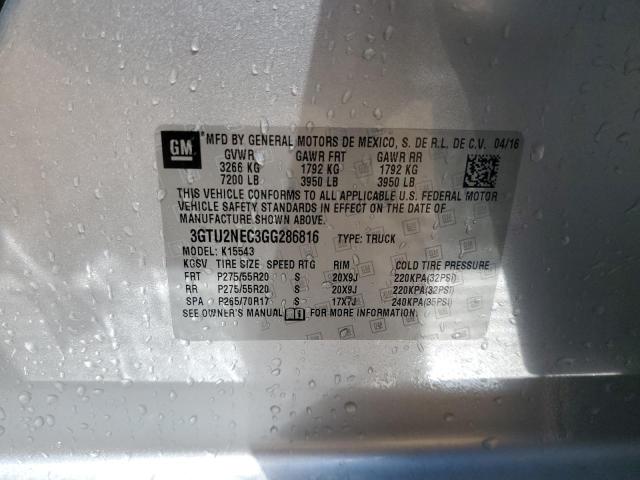 GM ® MFD BY GENERAL MOTORS DE MEXICO, S. DE R.L. DE C.V. 04/16
GVWR GAWR FRT GAWR RR
3266 KG 1792 KG 1792 KG
7200 LB 3950 LB 3950 LB
THIS VEHICLE CONFORMS TO ALL APPLICABLE U.S. FEDERAL MOTOR
VEHICLE SAFETY STANDARDS IN EFFECT ON THE DATE OF
MANUFACTURE SHOWN ABOVE.
3GTU2NEC3GG286816 TYPE: TRUCK
MODEL: K15543
KGSV TIRE SIZE SPEED RTG RIM COLD TIRE PRESSURE
FRT P275/55R20 S 20X9J 220KPA(32PSI)
RR P275/55R20 S 20X9J 220KPA(32PSI)
SPA P265/70R17 S 17X7J 240KPA(35PSI)
SEE OWNER'S MANUAL FOR MORE INFORMATION.